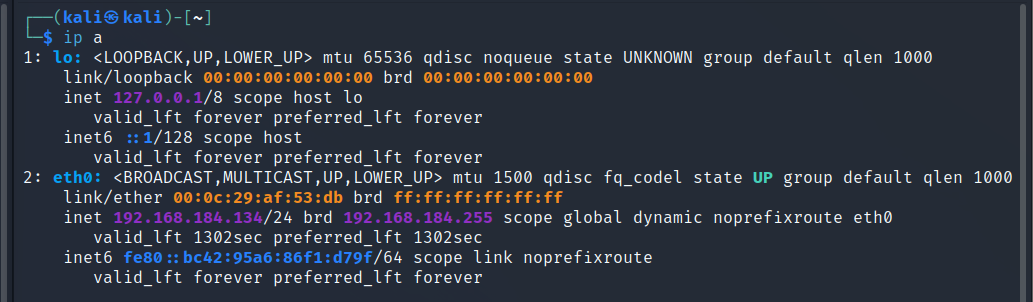 ┌──(kali㉿kali)-[~]
└─$ ip a
1: lo: <LOOPBACK,UP,LOWER_UP> mtu 65536 qdisc noqueue state UNKNOWN group default qlen 1000
    link/loopback 00:00:00:00:00:00 brd 00:00:00:00:00:00
    inet 127.0.0.1/8 scope host lo
       valid_lft forever preferred_lft forever
    inet6 ::1/128 scope host
       valid_lft forever preferred_lft forever
2: eth0: <BROADCAST,MULTICAST,UP,LOWER_UP> mtu 1500 qdisc fq_codel state UP group default qlen 1000
    link/ether 00:0c:29:af:53:db brd ff:ff:ff:ff:ff:ff
    inet 192.168.184.134/24 brd 192.168.184.255 scope global dynamic noprefixroute eth0
       valid_lft 1302sec preferred_lft 1302sec
    inet6 fe80::bc42:95a6:86f1:d79f/64 scope link noprefixroute
       valid_lft forever preferred_lft forever